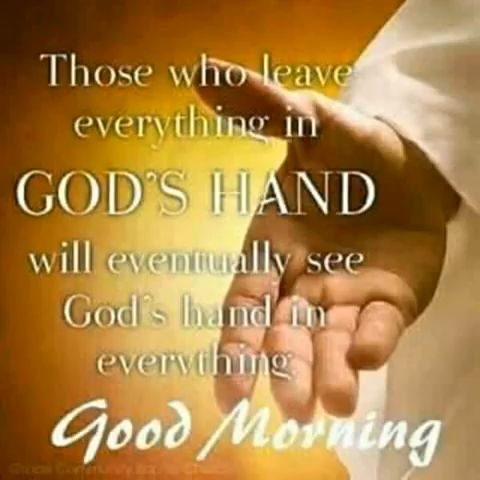 Those who leave
everything in
GOD'S HAND
will eventually see
God's hand in
everything
Good Morning